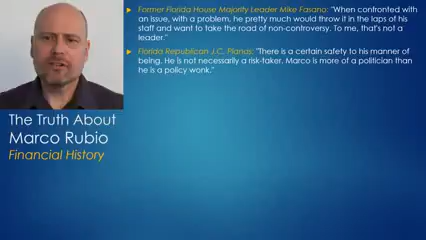 Former Florida House Majority Leader Mike Fasano: "When confronted with
an issue, with a problem, he pretty much would throw it in the laps of his
staff and want to take the road of non-controversy. To me, that's not a
leader."
Florida Republican J.C. Planas: "There is a certain safety to his manner of
being. He is not necessarily a risk-taker. Marco is more of a politician than
he is a policy wonk."
The Truth About
Marco Rubio
Financial History